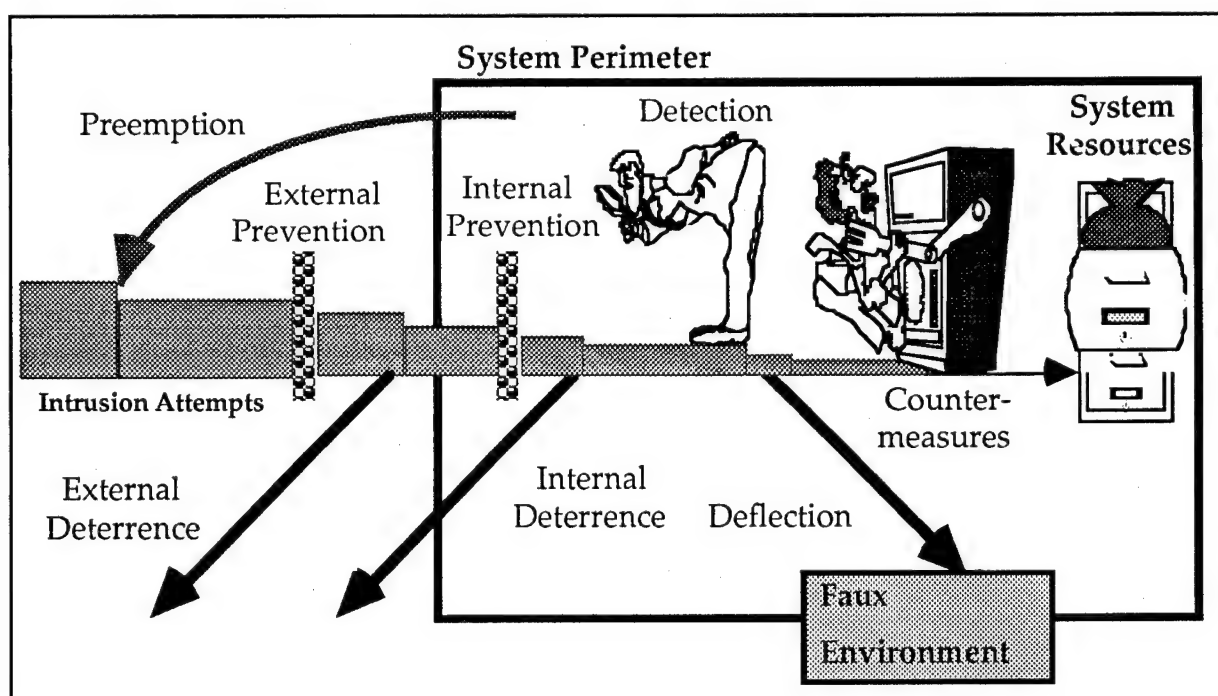 System Perimeter
Preemption
Detection
System
Resources
External
Prevention
Internal
Prevention
Intrusion Attempts
Counter-
measures
External
Deterrence
Internal
Deterrence
Deflection
Faux
Environment